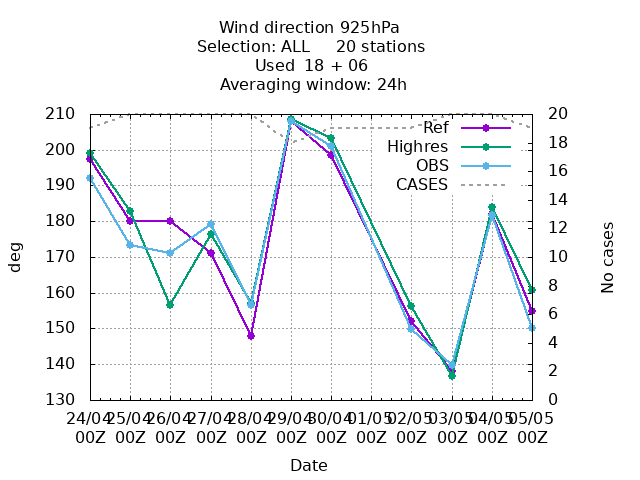 Wind direction 925hPa
Selection: ALL     20 stations
Used  18 + 06
Averaging window: 24h
210 20
Ref
200 18
Highres
16
OBS
190
CASES
14
180
12
170 10
deg
No cases
8
160
6
150
4
140
2
130 0
24/04 25/04 26/04 27/04 28/04 29/04 30/04 01/05 02/05 03/05 04/05 05/05
00Z 00Z 00Z 00Z 00Z 00Z 00Z 00Z 00Z 00Z 00Z 00Z
Date